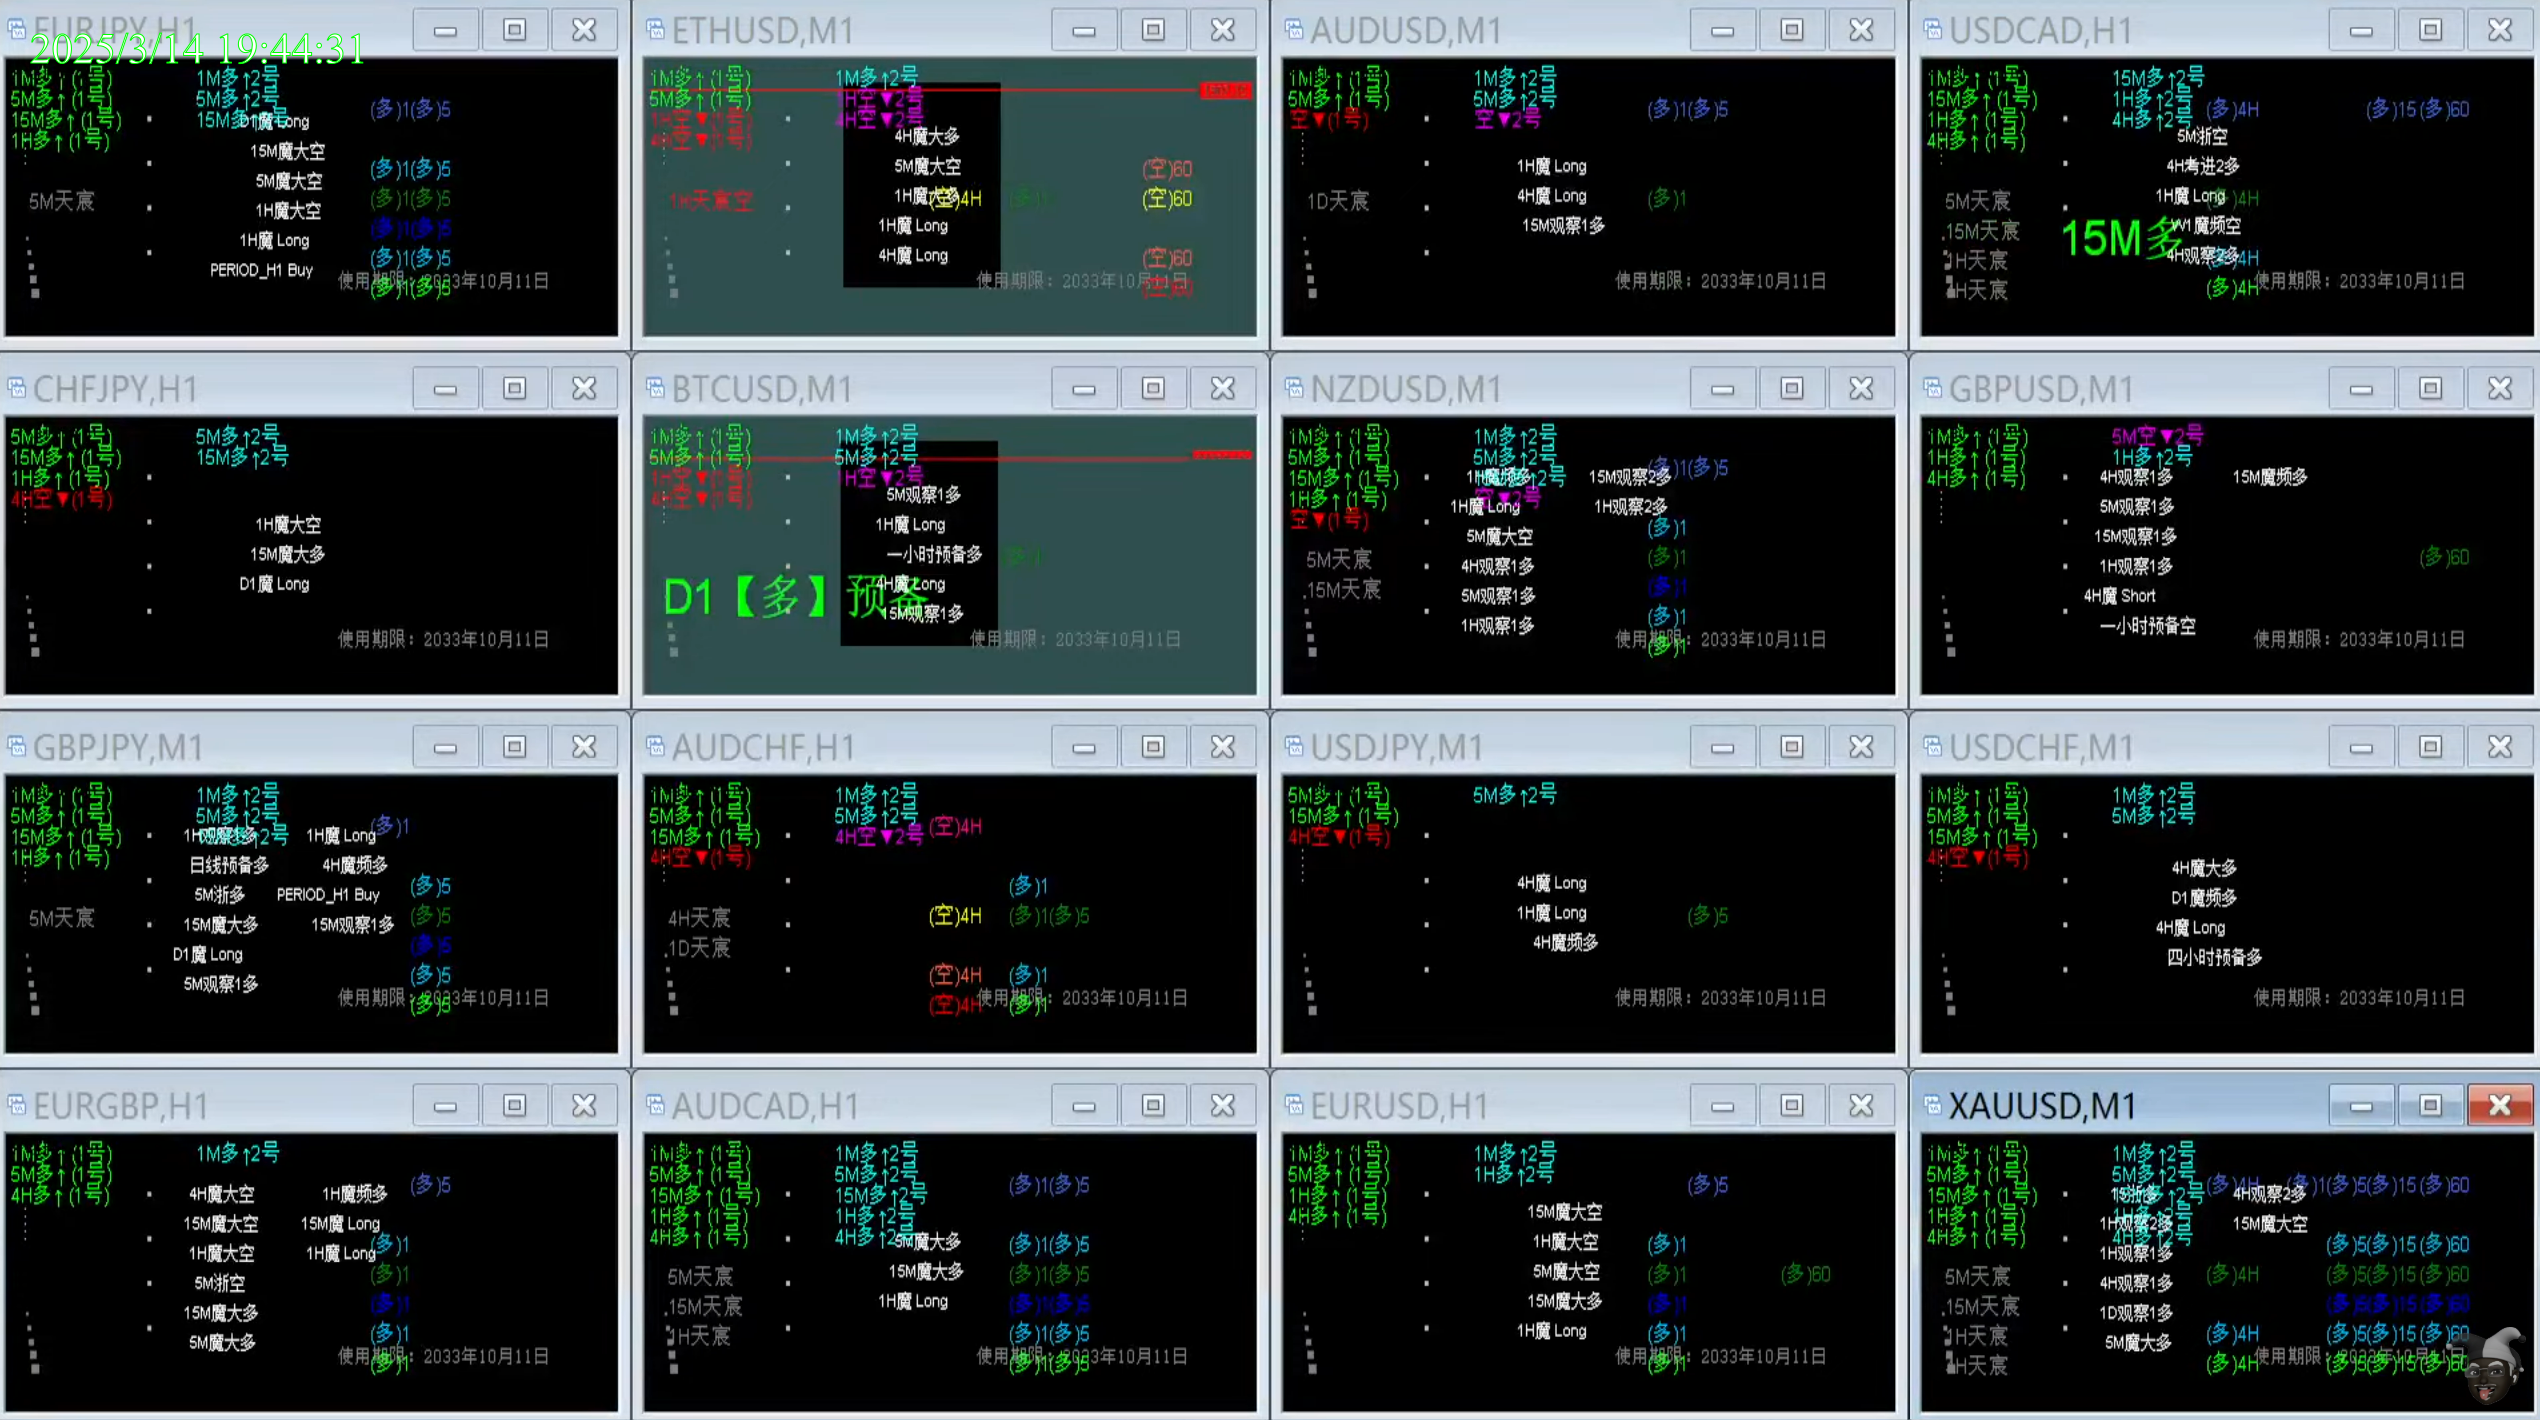 EURJPY,H1
2025/3/14 19:44:31
1M多↑(1号)
5M多↑(1号)
15M多↑(1号)
1H多↑(1号)
1M多↑2号
5M多↑2号
15M多↑2号
D1魔 Long
15M魔大空
5M魔大空
1H魔大空
1H魔 Long
PERIOD_H1 Buy
5M天宸
(多)1(多)5
(多)1(多)5
(多)1(多)5
(多)1(多)5
(多)1(多)5
(多)1(多)5
使用期限：2033年10月11日
ETHUSD,M1
1M多↑(1号)
5M多↑(1号)
1H空▼(1号)
4H空▼(1号)
1M多↑2号
1H空▼2号
4H空▼2号
4H魔大多
5M魔大空
1H魔大多
1H魔 Long
4H魔 Long
1H天宸空
(空)4H
(多)1
(空)60
(空)60
(空)60
(空)60
使用期限：2033年10月11日
AUDUSD,M1
1M多↑(1号)
5M多↑(1号)
空▼(1号)
1M多↑2号
5M多↑2号
空▼2号
1H魔 Long
4H魔 Long
15M观察1多
1D天宸
(多)1(多)5
(多)1
使用期限：2033年10月11日
USDCAD,H1
1M多↑(1号)
15M多↑(1号)
1H多↑(1号)
4H多↑(1号)
15M多↑2号
1H多↑2号
4H多↑2号
5M浙空
4H考进2多
1H魔 Long
W1魔频空
4H观察2多
5M天宸
15M天宸
1H天宸
4H天宸
15M多
(多)4H
(多)15(多)60
(多)4H
(多)4H
(多)4H
使用期限：2033年10月11日
CHFJPY,H1
5M多↑(1号)
15M多↑(1号)
1H多↑(1号)
4H空▼(1号)
5M多↑2号
15M多↑2号
1H魔大空
15M魔大多
D1魔 Long
使用期限：2033年10月11日
BTCUSD,M1
1M多↑(1号)
5M多↑(1号)
1H空▼(1号)
4H空▼(1号)
1M多↑2号
5M多↑2号
1H空▼2号
5M观察1多
1H魔 Long
一小时预备多
4H魔 Long
15M观察1多
D1【多】预备
(多)1
使用期限：2033年10月11日
NZDUSD,M1
1M多↑(1号)
5M多↑(1号)
15M多↑(1号)
1H多↑(1号)
空▼(1号)
1M多↑2号
5M多↑2号
空▼2号
1H魔频多
15M观察2多
1H魔 Long
1H观察2多
5M魔大空
4H观察1多
5M观察1多
1H观察1多
5M天宸
15M天宸
(多)1(多)5
(多)1
(多)1
(多)1
(多)1
(多)1
使用期限：2033年10月11日
GBPUSD,M1
1M多↑(1号)
1H多↑(1号)
4H多↑(1号)
5M空▼2号
1H多↑2号
4H观察1多
15M魔频多
5M观察1多
15M观察1多
1H观察1多
4H魔 Short
一小时预备空
(多)60
使用期限：2033年10月11日
GBPJPY,M1
1M多↑(1号)
5M多↑(1号)
15M多↑(1号)
1H多↑(1号)
1M多↑2号
5M多↑2号
1H魔 Long
日线预备多
4H魔频多
5M浙多
PERIOD_H1 Buy
15M魔大多
15M观察1多
D1魔 Long
5M观察1多
5M天宸
(多)1
(多)5
(多)5
(多)5
(多)5
(多)5
使用期限：2033年10月11日
AUDCHF,H1
1M多↑(1号)
5M多↑(1号)
15M多↑(1号)
4H空▼(1号)
1M多↑2号
5M多↑2号
4H空▼2号
4H天宸
1D天宸
(空)4H
(多)1
(空)4H
(多)1(多)5
(空)4H
(多)1
(空)4H
(多)1
使用期限：2033年10月11日
USDJPY,M1
5M多↑(1号)
15M多↑(1号)
4H空▼(1号)
5M多↑2号
4H魔 Long
1H魔 Long
4H魔频多
(多)5
使用期限：2033年10月11日
USDCHF,M1
1M多↑(1号)
5M多↑(1号)
15M多↑(1号)
4H空▼(1号)
1M多↑2号
5M多↑2号
4H魔大多
D1魔频多
4H魔 Long
四小时预备多
使用期限：2033年10月11日
EURGBP,H1
1M多↑(1号)
5M多↑(1号)
4H多↑(1号)
1M多↑2号
4H魔大空
1H魔频多
15M魔大空
15M魔 Long
1H魔大空
1H魔 Long
5M浙空
15M魔大多
5M魔大多
(多)5
(多)1
(多)1
(多)1
(多)1
(多)1
使用期限：2033年10月11日
AUDCAD,H1
1M多↑(1号)
5M多↑(1号)
15M多↑(1号)
1H多↑(1号)
4H多↑(1号)
1M多↑2号
5M多↑2号
15M多↑2号
1H多↑2号
4H多↑2号
5M魔大多
15M魔大多
1H魔 Long
5M天宸
15M天宸
1H天宸
(多)1(多)5
(多)1(多)5
(多)1(多)5
(多)1(多)5
(多)1(多)5
(多)1(多)5
使用期限：2033年10月11日
EURUSD,H1
1M多↑(1号)
5M多↑(1号)
1H多↑(1号)
4H多↑(1号)
1M多↑2号
1H多↑2号
15M魔大空
1H魔大空
5M魔大空
15M魔大多
1H魔 Long
(多)5
(多)1
(多)1
(多)60
(多)1
(多)1
(多)1
使用期限：2033年10月11日
XAUUSD,M1
1M多↑(1号)
5M多↑(1号)
15M多↑(1号)
1H多↑(1号)
4H多↑(1号)
1M多↑2号
5M多↑2号
4H多↑2号
4H观察2多
1H观察2多
15M魔大空
1H观察1多
4H观察1多
1D观察1多
5M魔大多
5M天宸
15M天宸
1H天宸
4H天宸
(多)4H
(多)1(多)5(多)15(多)60
(多)5(多)15(多)60
(多)4H
(多)5(多)15(多)60
(多)5(多)15(多)60
(多)4H
(多)5(多)15(多)60
(多)4H
(多)5(多)15(多)60
使用期限：2033年10月11日